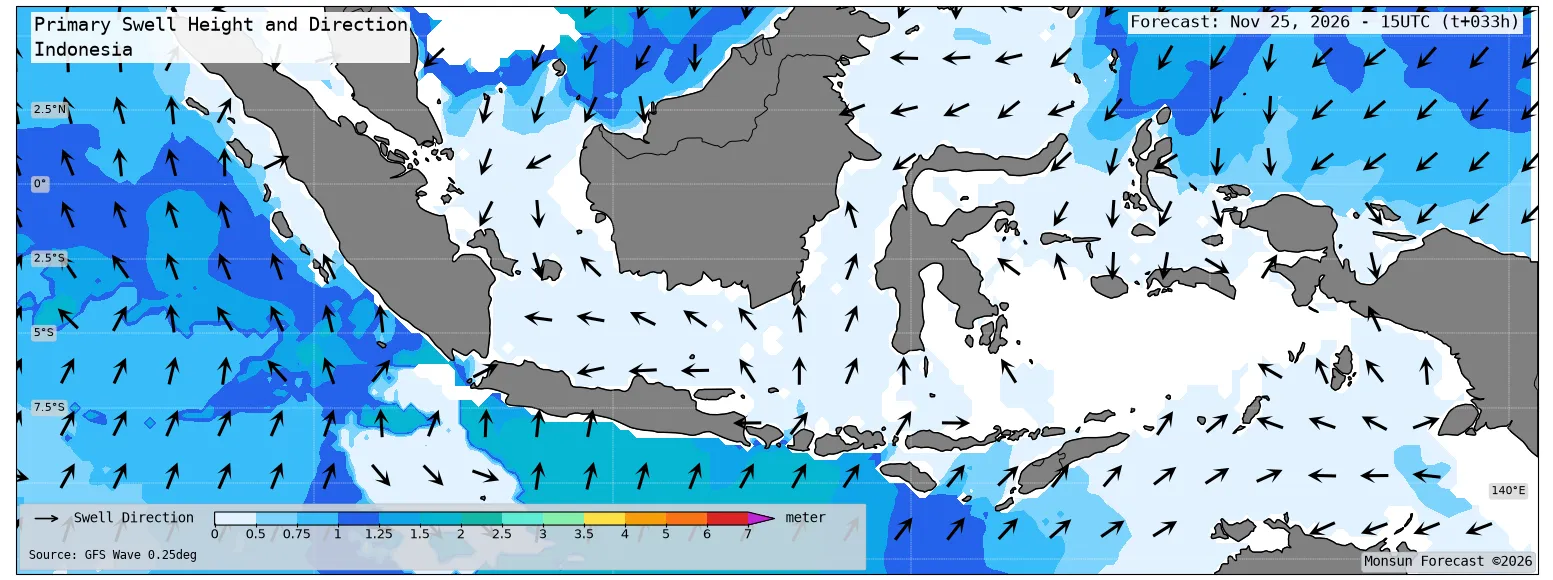 Primary Swell Height and Direction
Indonesia
Forecast: Nov 25, 2026 - 15UTC (t+033h)
2.5°N
0°
2.5°S
5°S
7.5°S
140°E
Swell Direction
meter
0 0.5 0.75 1 1.25 1.5 2 2.5 3 3.5 4 5 6 7
Source: GFS Wave 0.25deg
Monsun Forecast ©2026